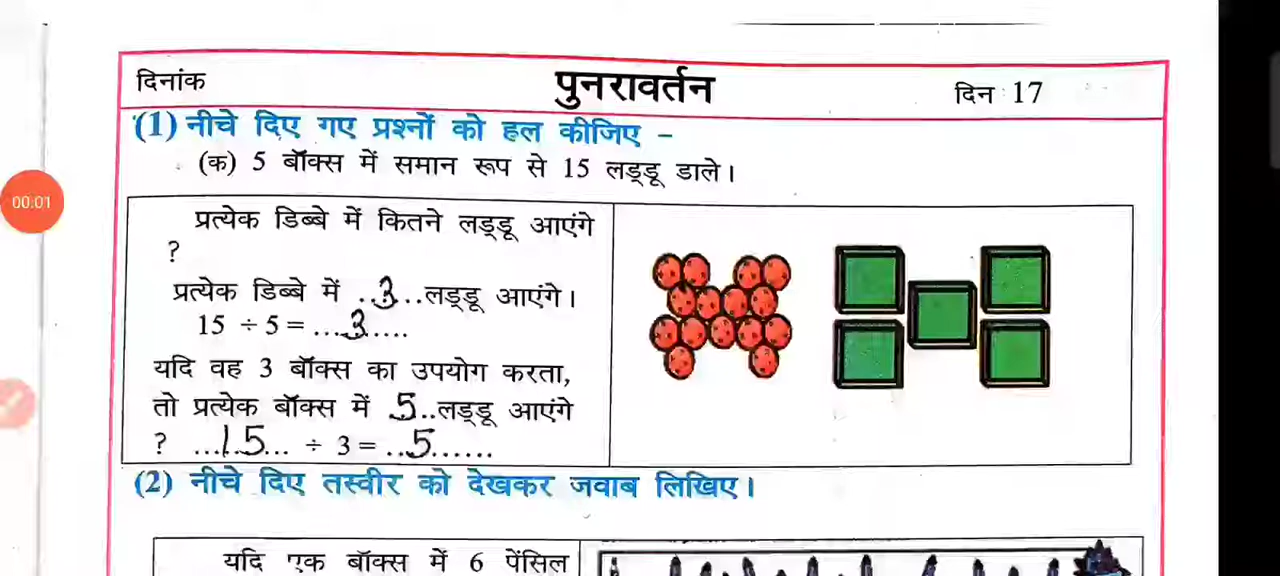 दिनांक पुनरावर्तन दिन : 17
(1) नीचे दिए गए प्रश्नों को हल कीजिए -
(क) 5 बॉक्स में समान रूप से 15 लड्डू डाले।
प्रत्येक डिब्बे में कितने लड्डू आएंगे
?
प्रत्येक डिब्बे में ..3...लड्डू आएंगे।
15 ÷ 5 = ....3.....
यदि वह 3 बॉक्स का उपयोग करता,
तो प्रत्येक बॉक्स में 5..लड्डू आएंगे
? ...15... ÷ 3 = ..5......
(2) नीचे दिए तस्वीर को देखकर जवाब लिखिए।
यदि एक बॉक्स में 6 पेंसिल
00:01